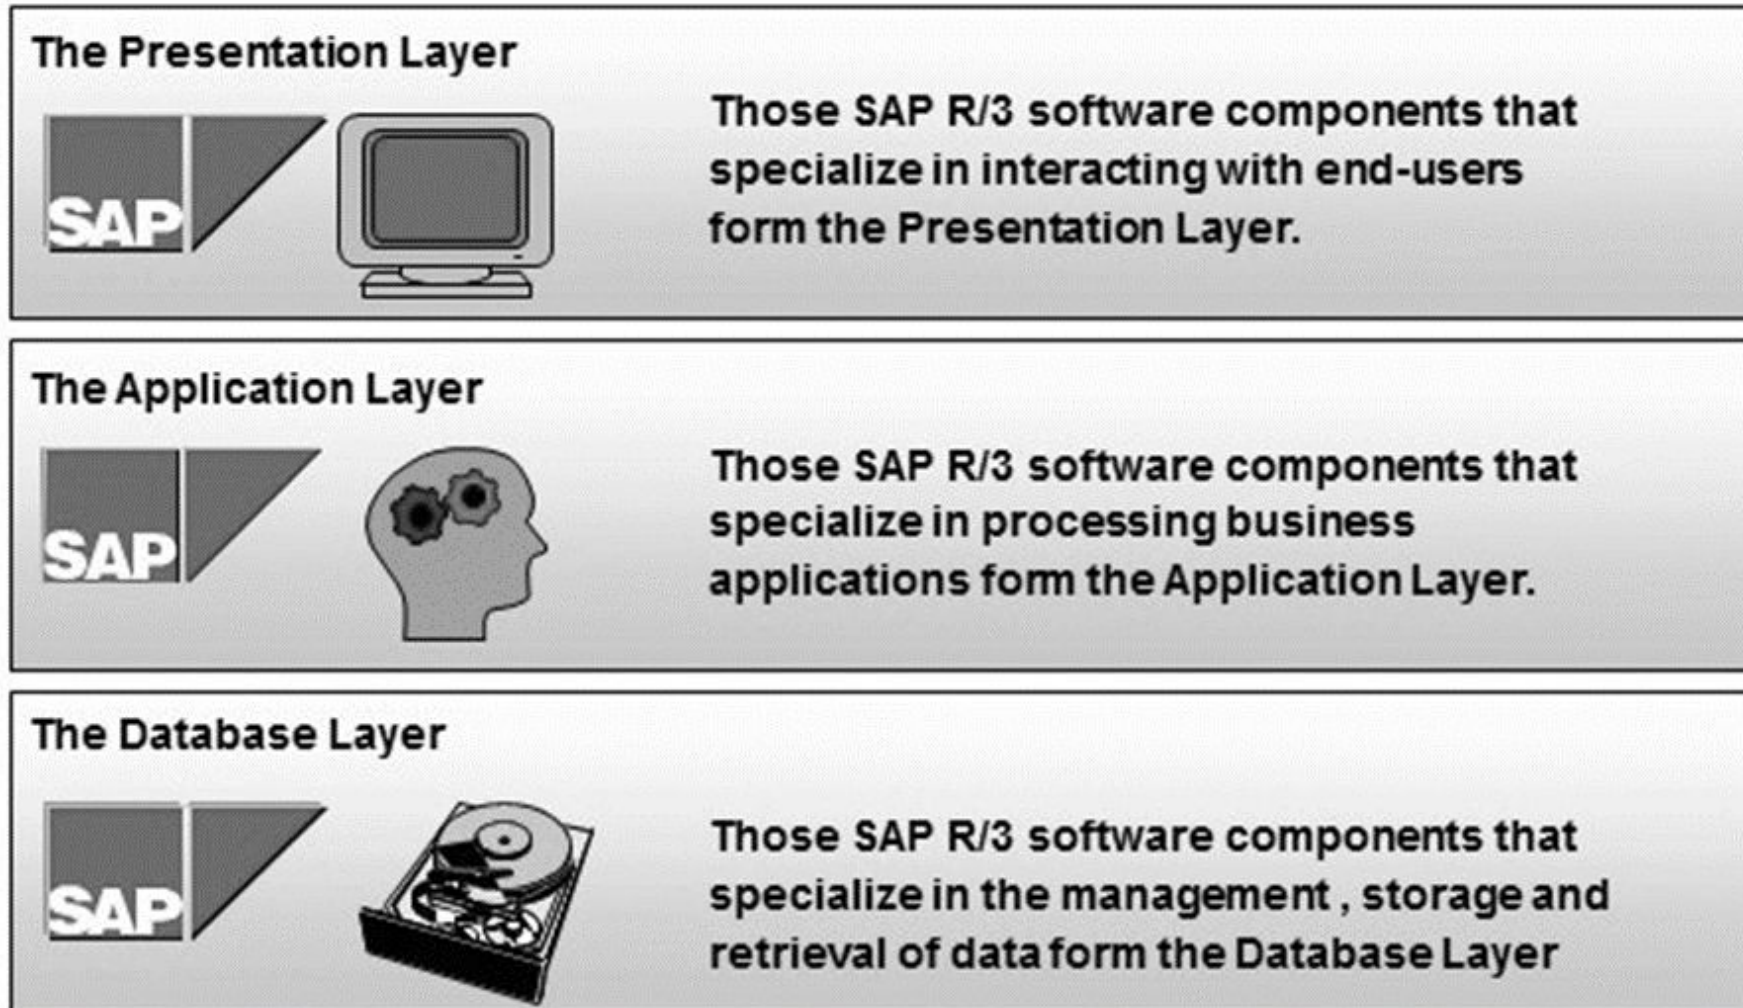 The Presentation Layer
SAP
Those SAP R/3 software components that
specialize in interacting with end-users
form the Presentation Layer.
The Application Layer
SAP
Those SAP R/3 software components that
specialize in processing business
applications form the Application Layer.
The Database Layer
SAP
Those SAP R/3 software components that
specialize in the management , storage and
retrieval of data form the Database Layer